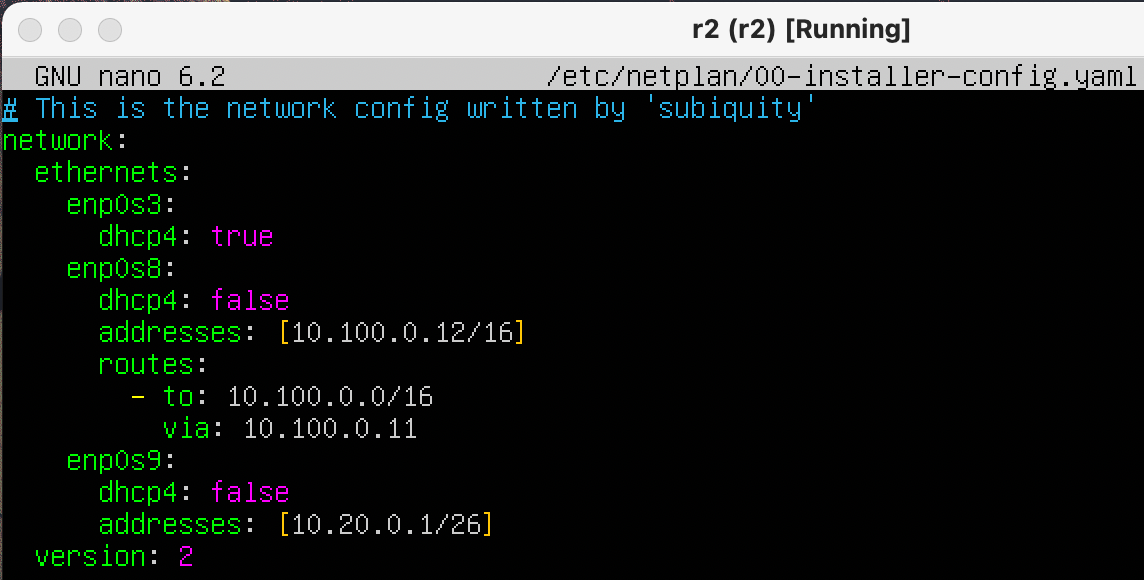 r2 (r2) [Running]
GNU nano 6.2 /etc/netplan/00-installer-config.yaml
# This is the network config written by 'subiquity'
network:
  ethernets:
    enp0s3:
      dhcp4: true
    enp0s8:
      dhcp4: false
      addresses: [10.100.0.12/16]
      routes:
        - to: 10.100.0.0/16
          via: 10.100.0.11
    enp0s9:
      dhcp4: false
      addresses: [10.20.0.1/26]
  version: 2